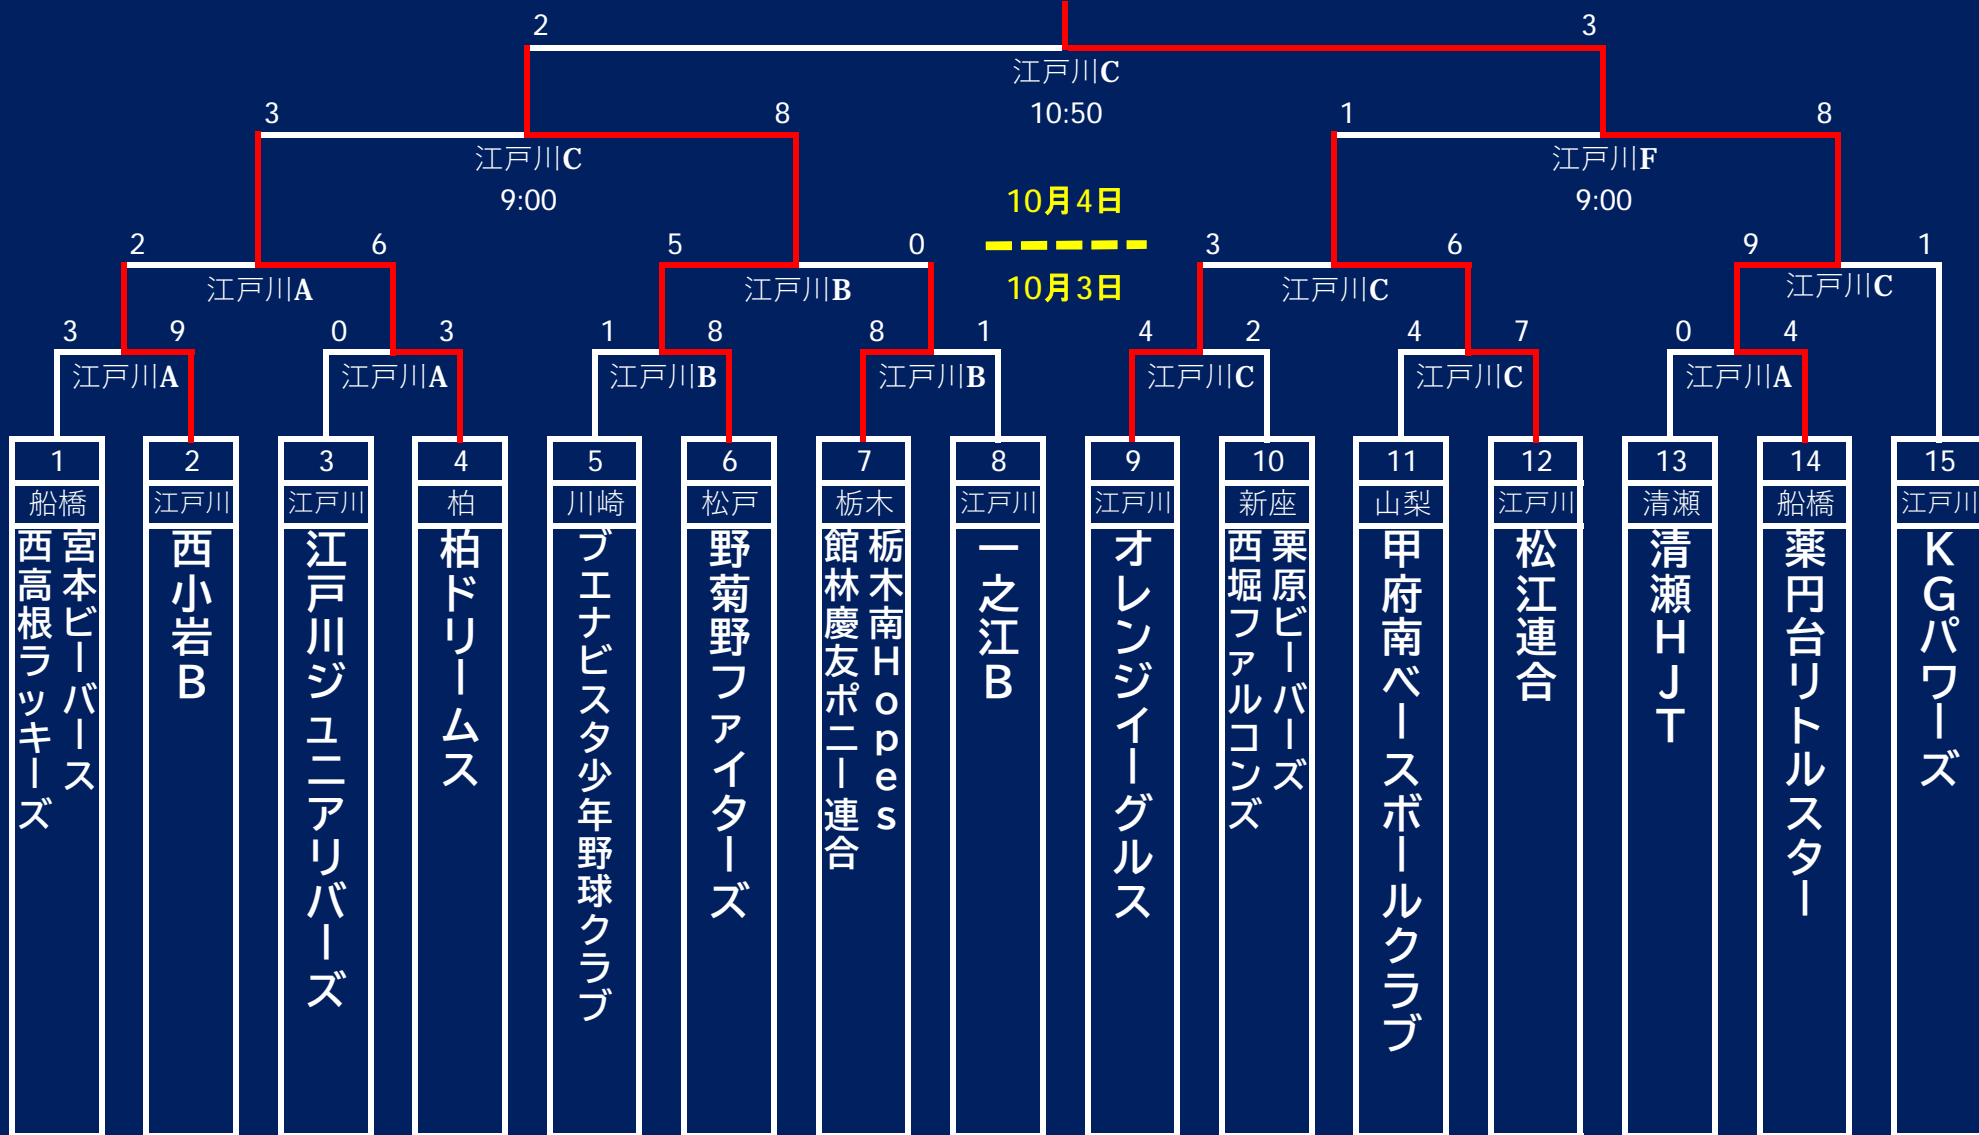 2 3
江戸川C
10:50
3 8 1 8
江戸川C 江戸川F
9:00 9:00
10月4日
10月3日
2 6 5 0 3 6 9 1
江戸川A 江戸川B 江戸川C 江戸川C
3 9 0 3 1 8 8 1 4 2 4 7 0 4
江戸川A 江戸川A 江戸川B 江戸川B 江戸川C 江戸川C 江戸川A
1 2 3 4 5 6 7 8 9 10 11 12 13 14 15
船橋 江戸川 江戸川 柏 川崎 松戸 栃木 江戸川 江戸川 新座 山梨 江戸川 清瀬 船橋 江戸川
宮本ビーバース
西高根ラッキーズ
西小岩B
江戸川ジュニアリバーズ
柏ドリームス
ブエナビスタ少年野球クラブ
野菊野ファイターズ
栃木南Hopes
館林慶友ポニー連合
一之江B
オレンジイーグルス
栗原ビーバーズ
西堀ファルコンズ
甲府南ベースボールクラブ
松江連合
清瀬HJT
薬円台リトルスター
KGパワーズ